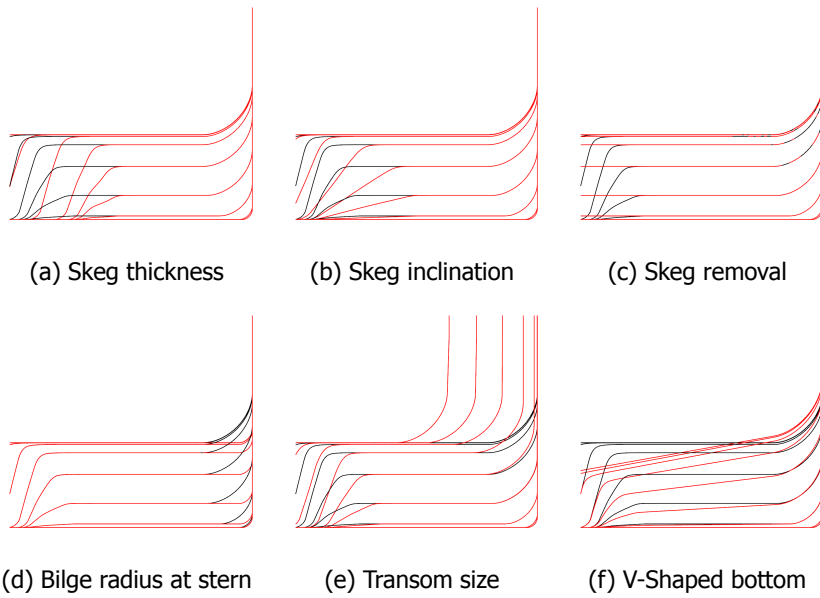 (a) Skeg thickness
(b) Skeg inclination
(c) Skeg removal
(d) Bilge radius at stern
(e) Transom size
(f) V-Shaped bottom